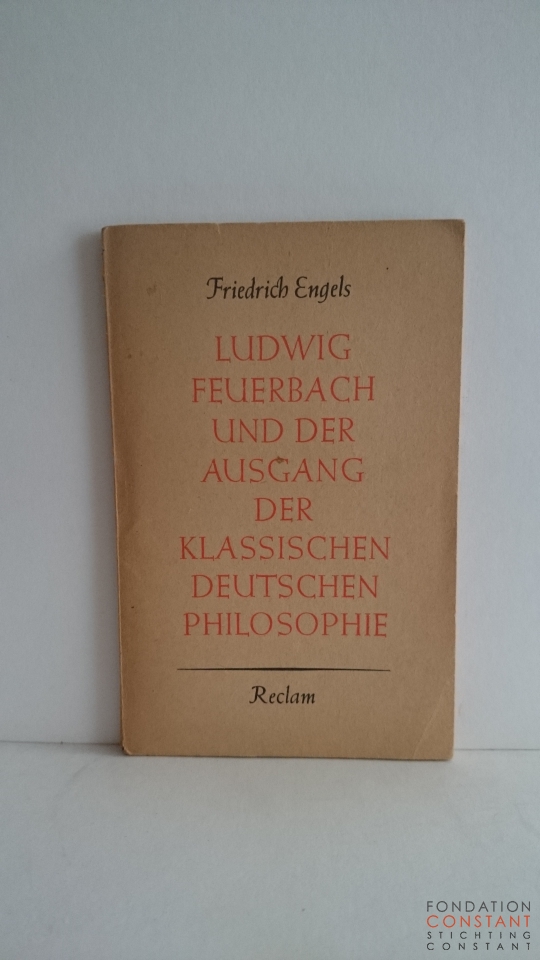 Friedrich Engels
LUDWIG
FEUERBACH
UND DER
AUSGANG
DER
KLASSISCHEN
DEUTSCHEN
PHILOSOPHIE
Reclam
FONDATION
CONSTANT
STICHTING
CONSTANT